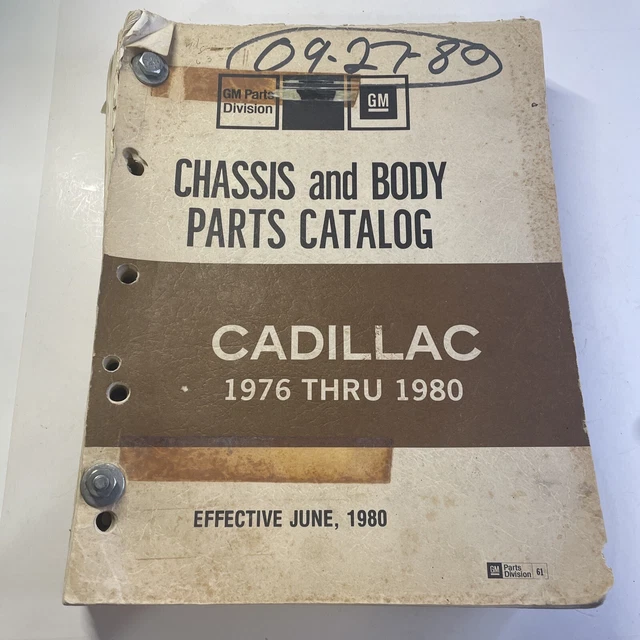 09-27-80
GM Parts
Division
GM
CHASSIS and BODY
PARTS CATALOG
CADILLAC
1976 THRU 1980
EFFECTIVE JUNE, 1980
GM Parts
Division 61